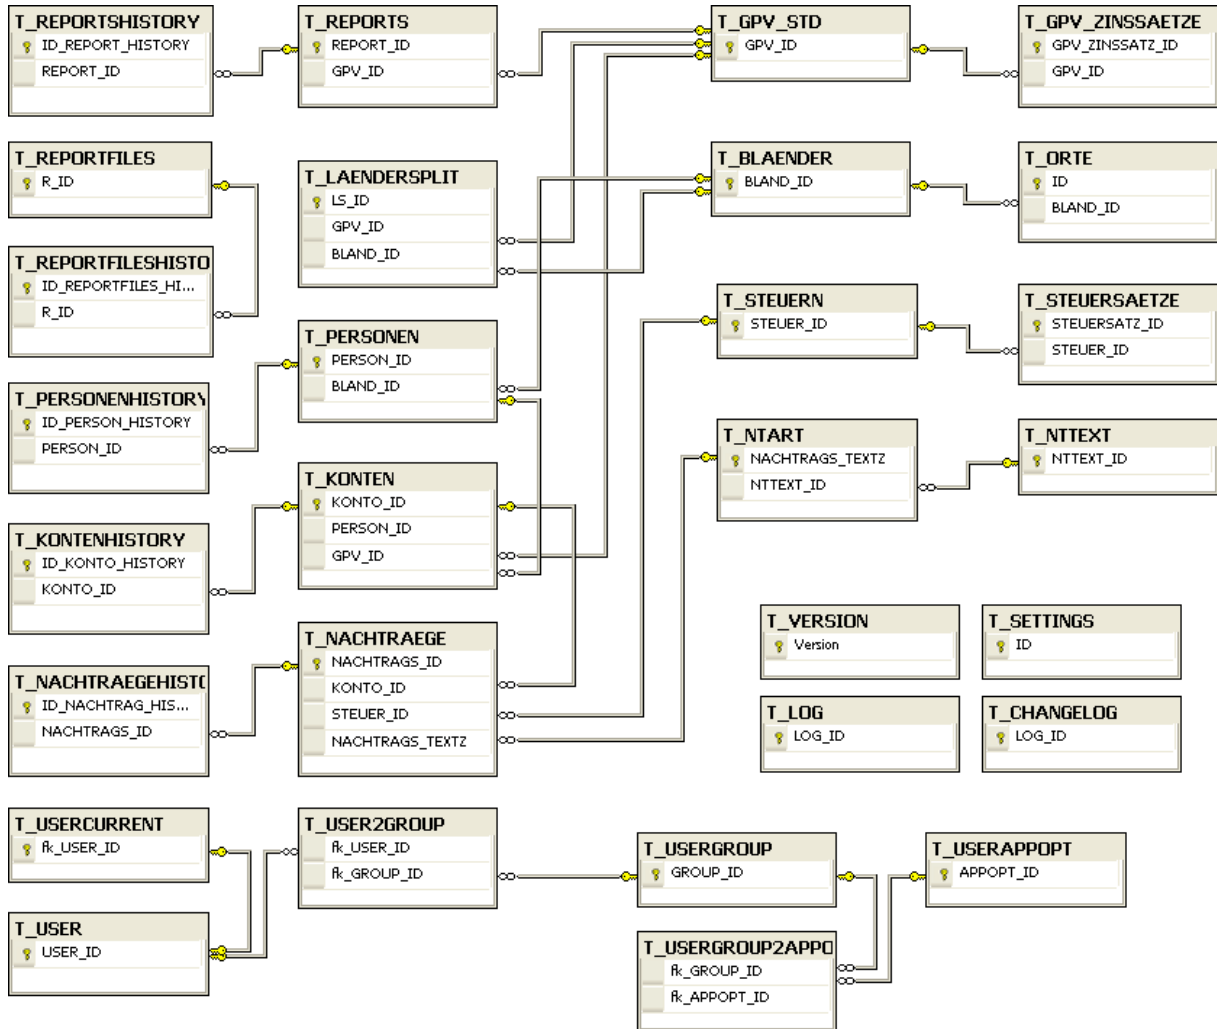 T_REPORTSHISTORY
ID_REPORT_HISTORY
REPORT_ID
T_REPORTS
REPORT_ID
GPV_ID
T_GPV_STD
GPV_ID
T_GPV_ZINSSAETZE
GPV_ZINSSATZ_ID
GPV_ID
T_REPORTFILES
R_ID
T_LAENDERSPLIT
LS_ID
GPV_ID
BLAND_ID
T_BLAENDER
BLAND_ID
T_ORTE
ID
BLAND_ID
T_REPORTFILESHISTO
ID_REPORTFILES_HI...
R_ID
T_PERSONEN
PERSON_ID
BLAND_ID
T_STEUERN
STEUER_ID
T_STEUERSAETZE
STEUERSATZ_ID
STEUER_ID
T_PERSONENHISTORY
ID_PERSON_HISTORY
PERSON_ID
T_KONTEN
KONTO_ID
PERSON_ID
GPV_ID
T_NTART
NACHTRAGS_TEXTZ
NTTEXT_ID
T_NTTEXT
NTTEXT_ID
T_KONTENHISTORY
ID_KONTO_HISTORY
KONTO_ID
T_NACHTRAEGE
NACHTRAGS_ID
KONTO_ID
STEUER_ID
NACHTRAGS_TEXTZ
T_VERSION
Version
T_SETTINGS
ID
T_NACHTRAEGEHIST
ID_NACHTRAG_HIS...
NACHTRAGS_ID
T_LOG
LOG_ID
T_CHANGELOG
LOG_ID
T_USERCURRENT
fk_USER_ID
T_USER2GROUP
fk_USER_ID
fk_GROUP_ID
T_USERGROUP
GROUP_ID
T_USERAPPOPT
APPOPT_ID
T_USER
USER_ID
T_USERGROUP2APPO
fk_GROUP_ID
fk_APPOPT_ID